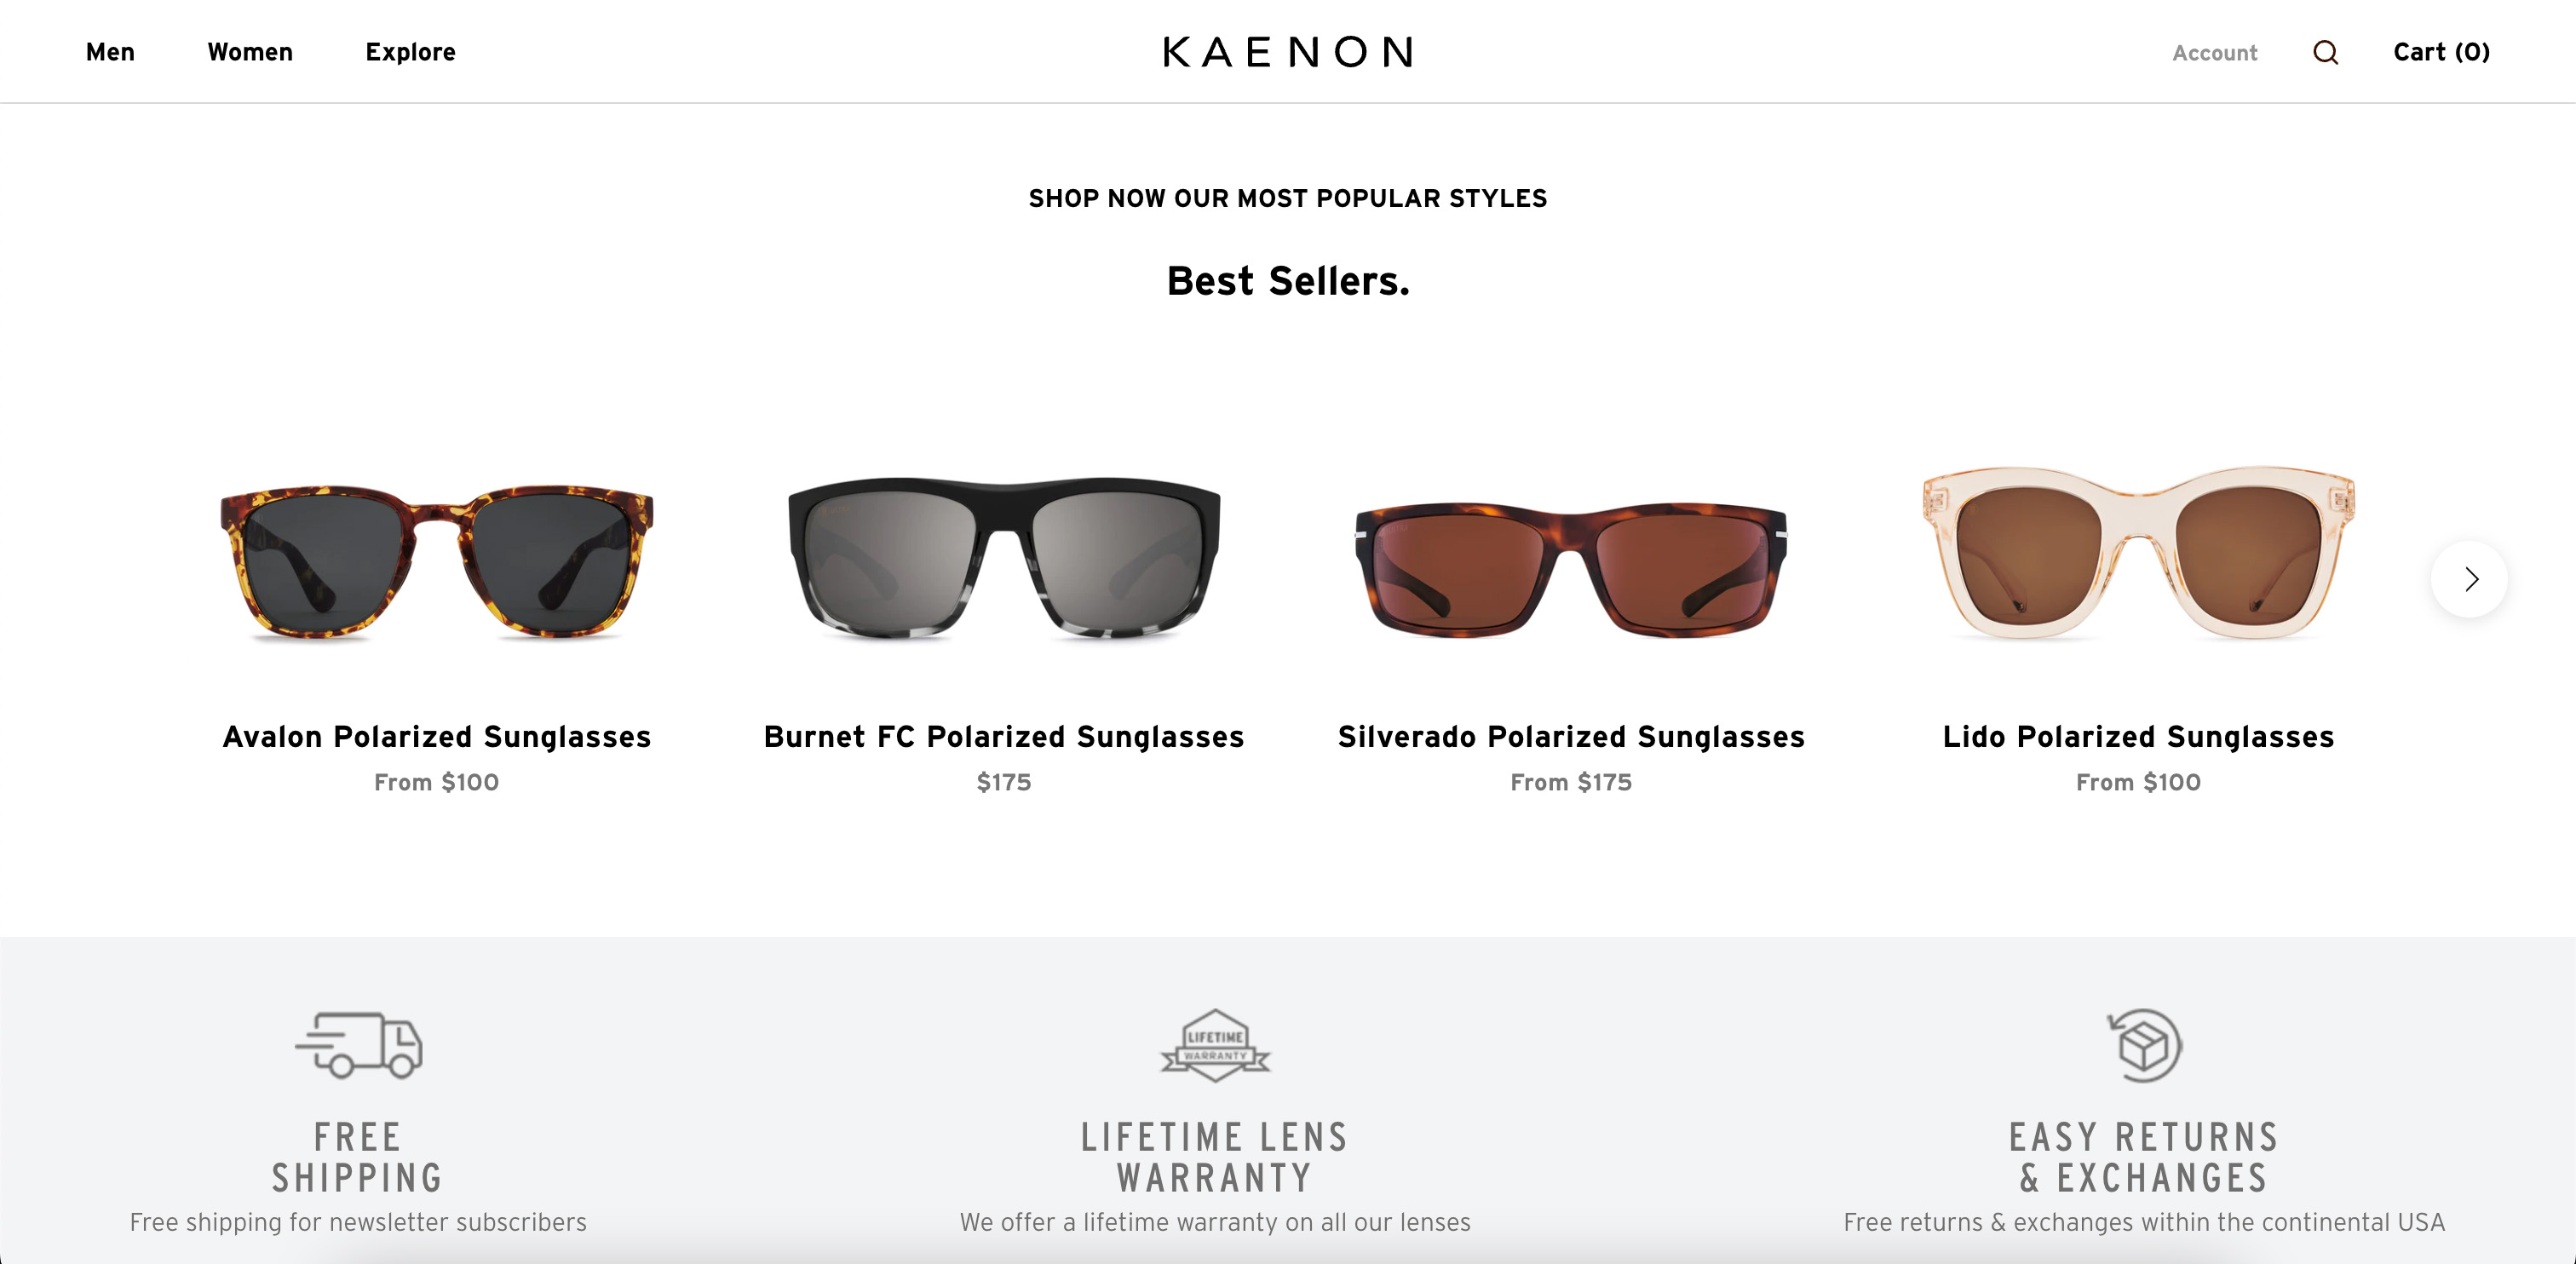 Men Women Explore KAENON Account Cart (0)
SHOP NOW OUR MOST POPULAR STYLES
Best Sellers.
Avalon Polarized Sunglasses
From $100
Burnet FC Polarized Sunglasses
$175
Silverado Polarized Sunglasses
From $175
Lido Polarized Sunglasses
From $100
FREE
SHIPPING
Free shipping for newsletter subscribers
LIFETIME
WARRANTY
LIFETIME LENS
WARRANTY
We offer a lifetime warranty on all our lenses
EASY RETURNS
& EXCHANGES
Free returns & exchanges within the continental USA